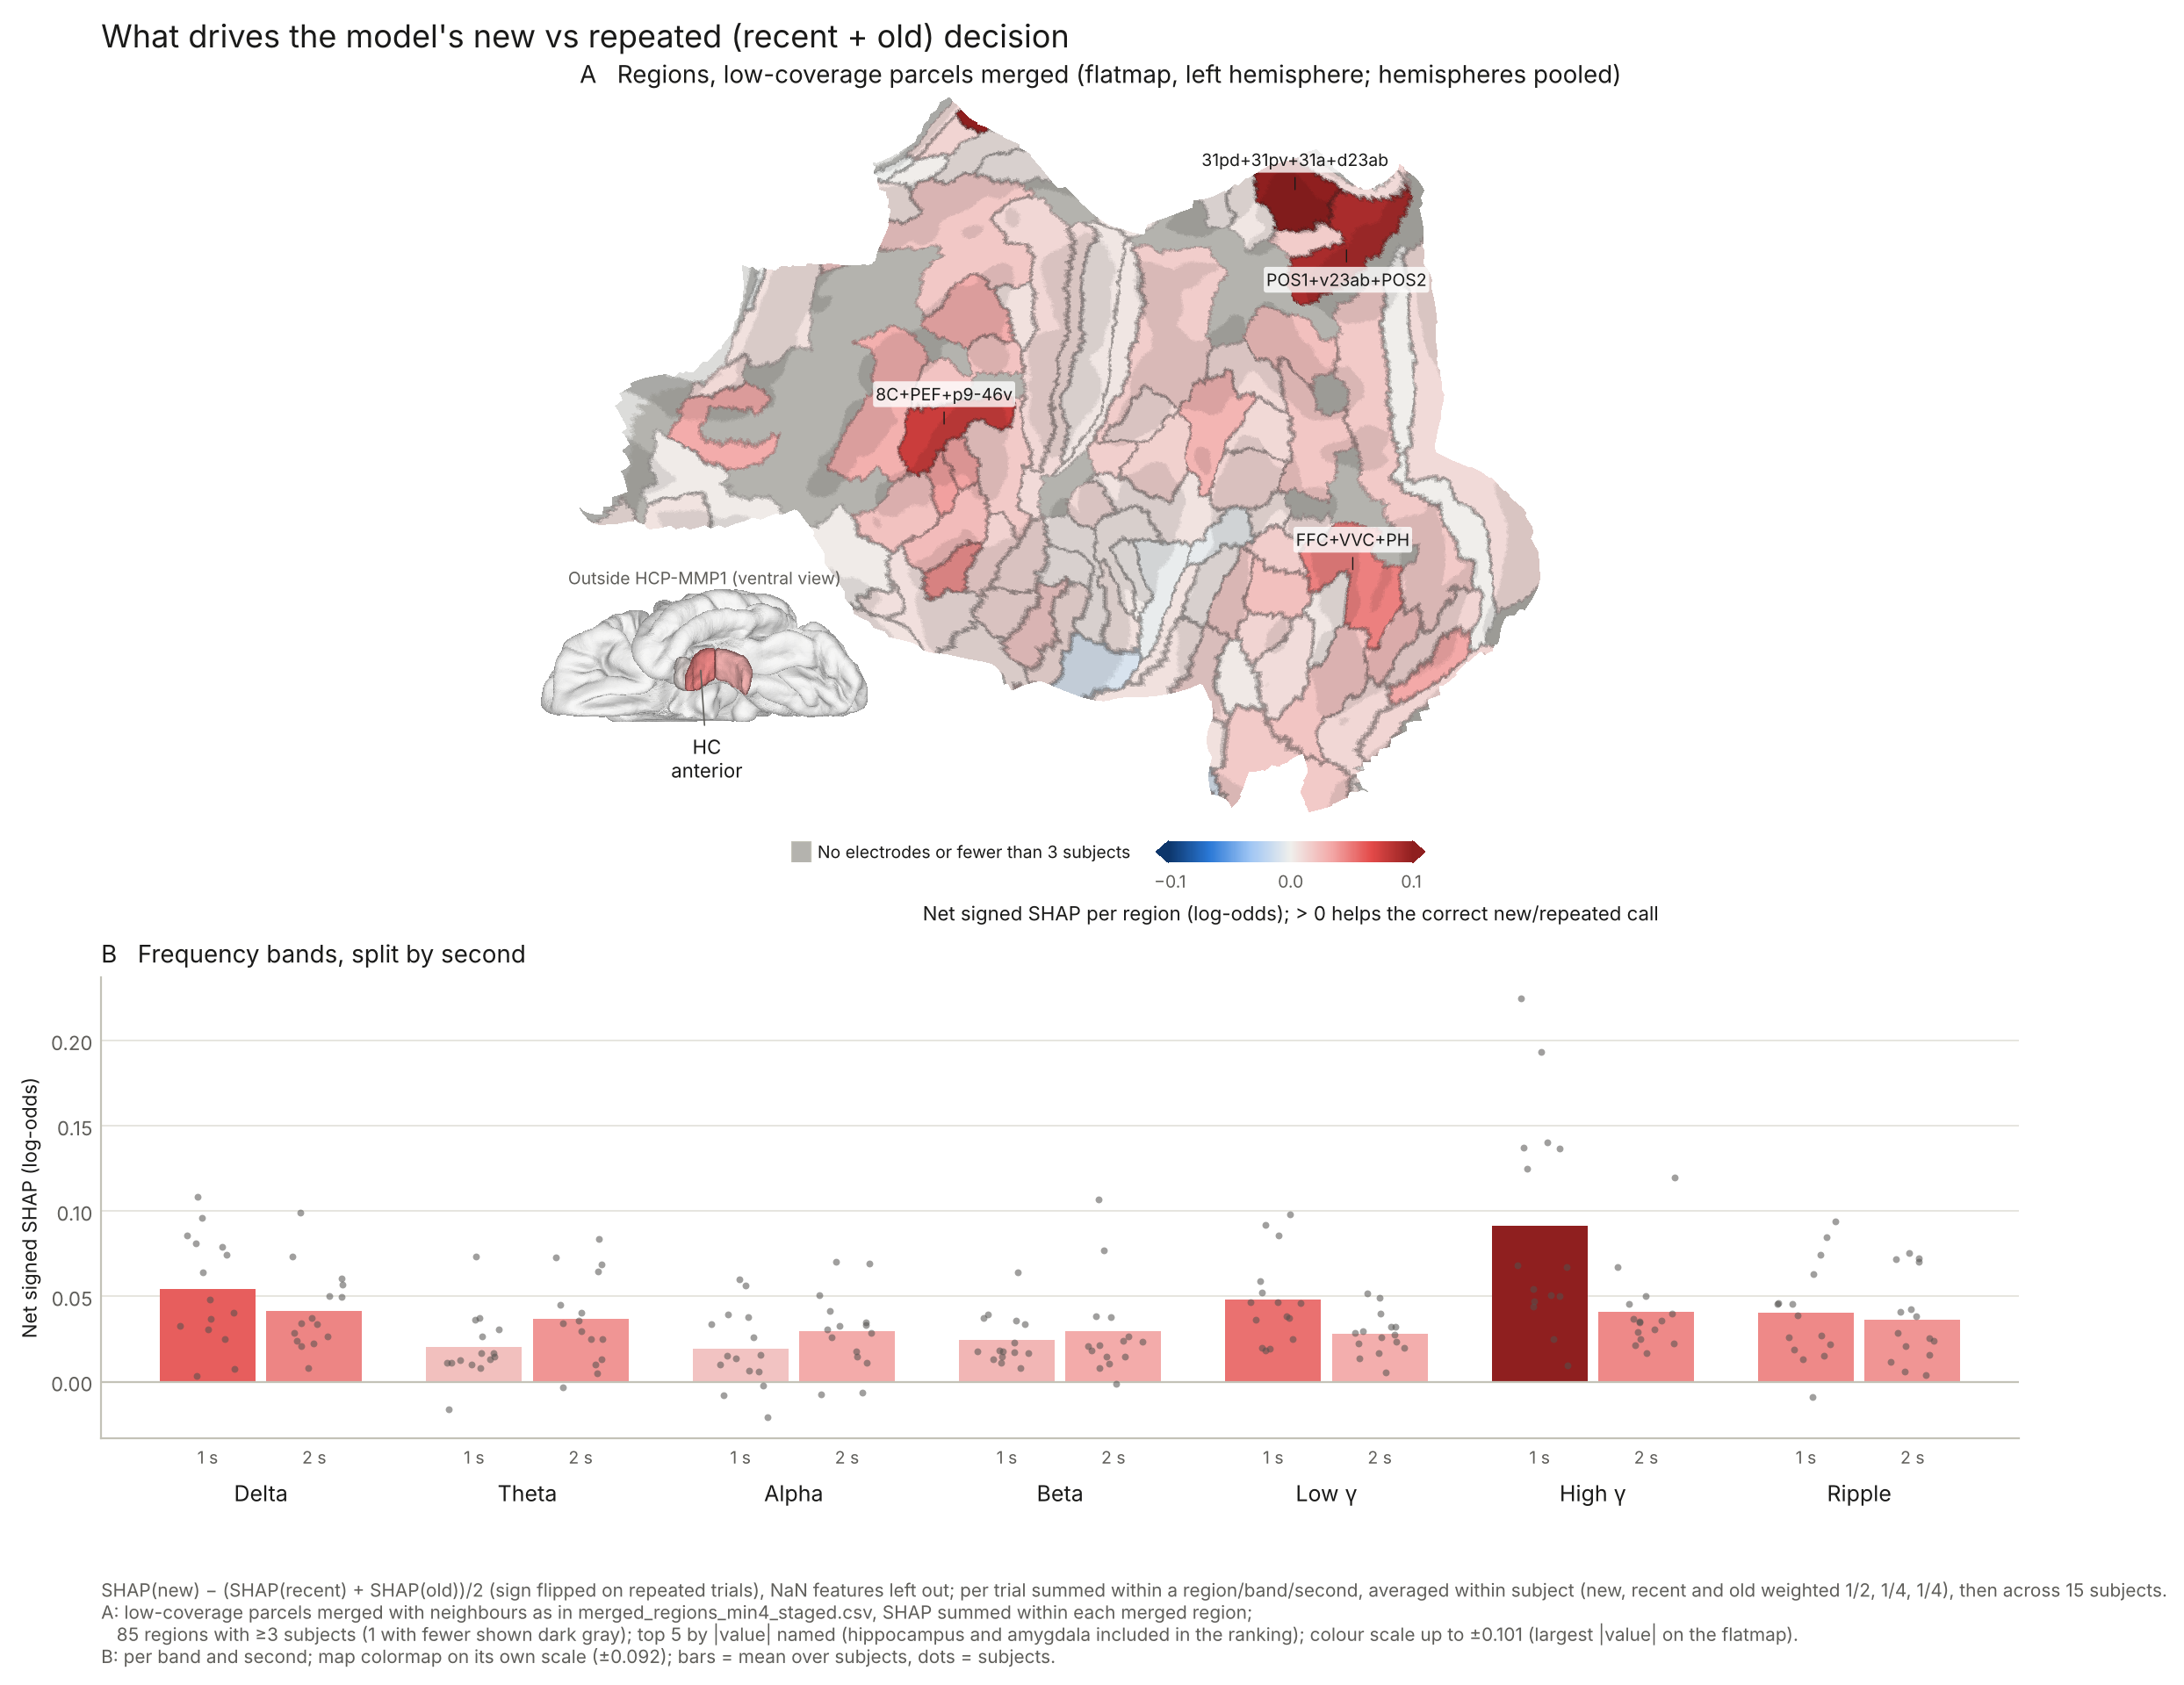 What drives the model's new vs repeated (recent + old) decision
A Regions, low-coverage parcels merged (flatmap, left hemisphere; hemispheres pooled)
31pd+31pv+31a+d23ab
POS1+v23ab+POS2
8C+PEF+p9-46v
FFC+VVC+PH
Outside HCP-MMP1 (ventral view)
HC
anterior
No electrodes or fewer than 3 subjects
−0.1 0.0 0.1
Net signed SHAP per region (log-odds); > 0 helps the correct new/repeated call
B Frequency bands, split by second
Net signed SHAP (log-odds)
0.20
0.15
0.10
0.05
0.00
1 s 2 s 1 s 2 s 1 s 2 s 1 s 2 s 1 s 2 s 1 s 2 s 1 s 2 s
Delta Theta Alpha Beta Low γ High γ Ripple
SHAP(new) − (SHAP(recent) + SHAP(old))/2 (sign flipped on repeated trials), NaN features left out; per trial summed within a region/band/second, averaged within subject (new, recent and old weighted 1/2, 1/4, 1/4), then across 15 subjects.
A: low-coverage parcels merged with neighbours as in merged_regions_min4_staged.csv, SHAP summed within each merged region;
85 regions with ≥3 subjects (1 with fewer shown dark gray); top 5 by |value| named (hippocampus and amygdala included in the ranking); colour scale up to ±0.101 (largest |value| on the flatmap).
B: per band and second; map colormap on its own scale (±0.092); bars = mean over subjects, dots = subjects.